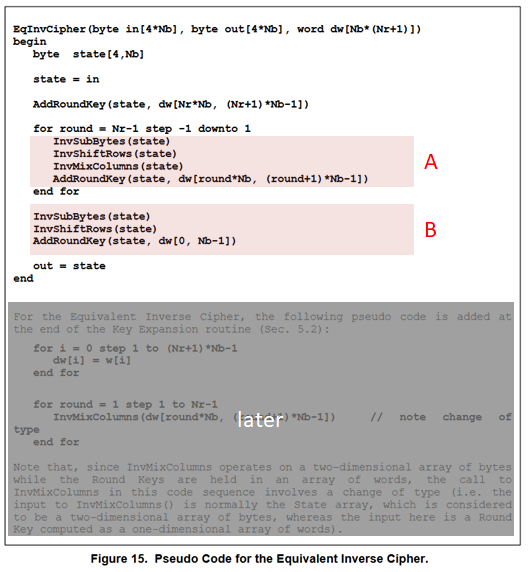 EqInvCipher(byte in[4*Nb], byte out[4*Nb], word dw[Nb*(Nr+1)])
begin
byte state[4,Nb]
state = in
AddRoundKey(state, dw[Nr*Nb, (Nr+1)*Nb-1])
for round = Nr-1 step -1 downto 1
InvSubBytes(state)
InvShiftRows(state)
InvMixColumns(state)
AddRoundKey(state, dw[round*Nb, (round+1)*Nb-1])
A
end for
InvSubBytes(state)
InvShiftRows(state)
AddRoundKey(state, dw[0, Nb-1])
B
out = state
end
For the Equivalent Inverse Cipher, the following pseudo code is added at
the end of the Key Expansion routine (Sec. 5.2):
for i = 0 step 1 to (Nr+1)*Nb-1
dw[i] = w[i]
end for
for round = 1 step 1 to Nr-1
InvMixColumns(dw[round*Nb, (round+1)*Nb-1]) // note change of
later
type
end for
Note that, since InvMixColumns operates on a two-dimensional array of bytes
while the Round Keys are held in an array of words, the call to
InvMixColumns in this code sequence involves a change of type (i.e. the
input to InvMixColumns() is normally the State array, which is considered
to be a two-dimensional array of bytes, whereas the input here is a Round
Key computed as a one-dimensional array of words).
Figure 15. Pseudo Code for the Equivalent Inverse Cipher.